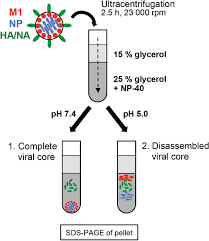 M1
NP
HA/NA
Ultracentrifugation
2.5 h, 23 000 rpm
15 % glycerol
25 % glycerol
+ NP-40
pH 7.4
pH 5.0
1. Complete
viral core
2. Disassembled
viral core
SDS-PAGE of pellet